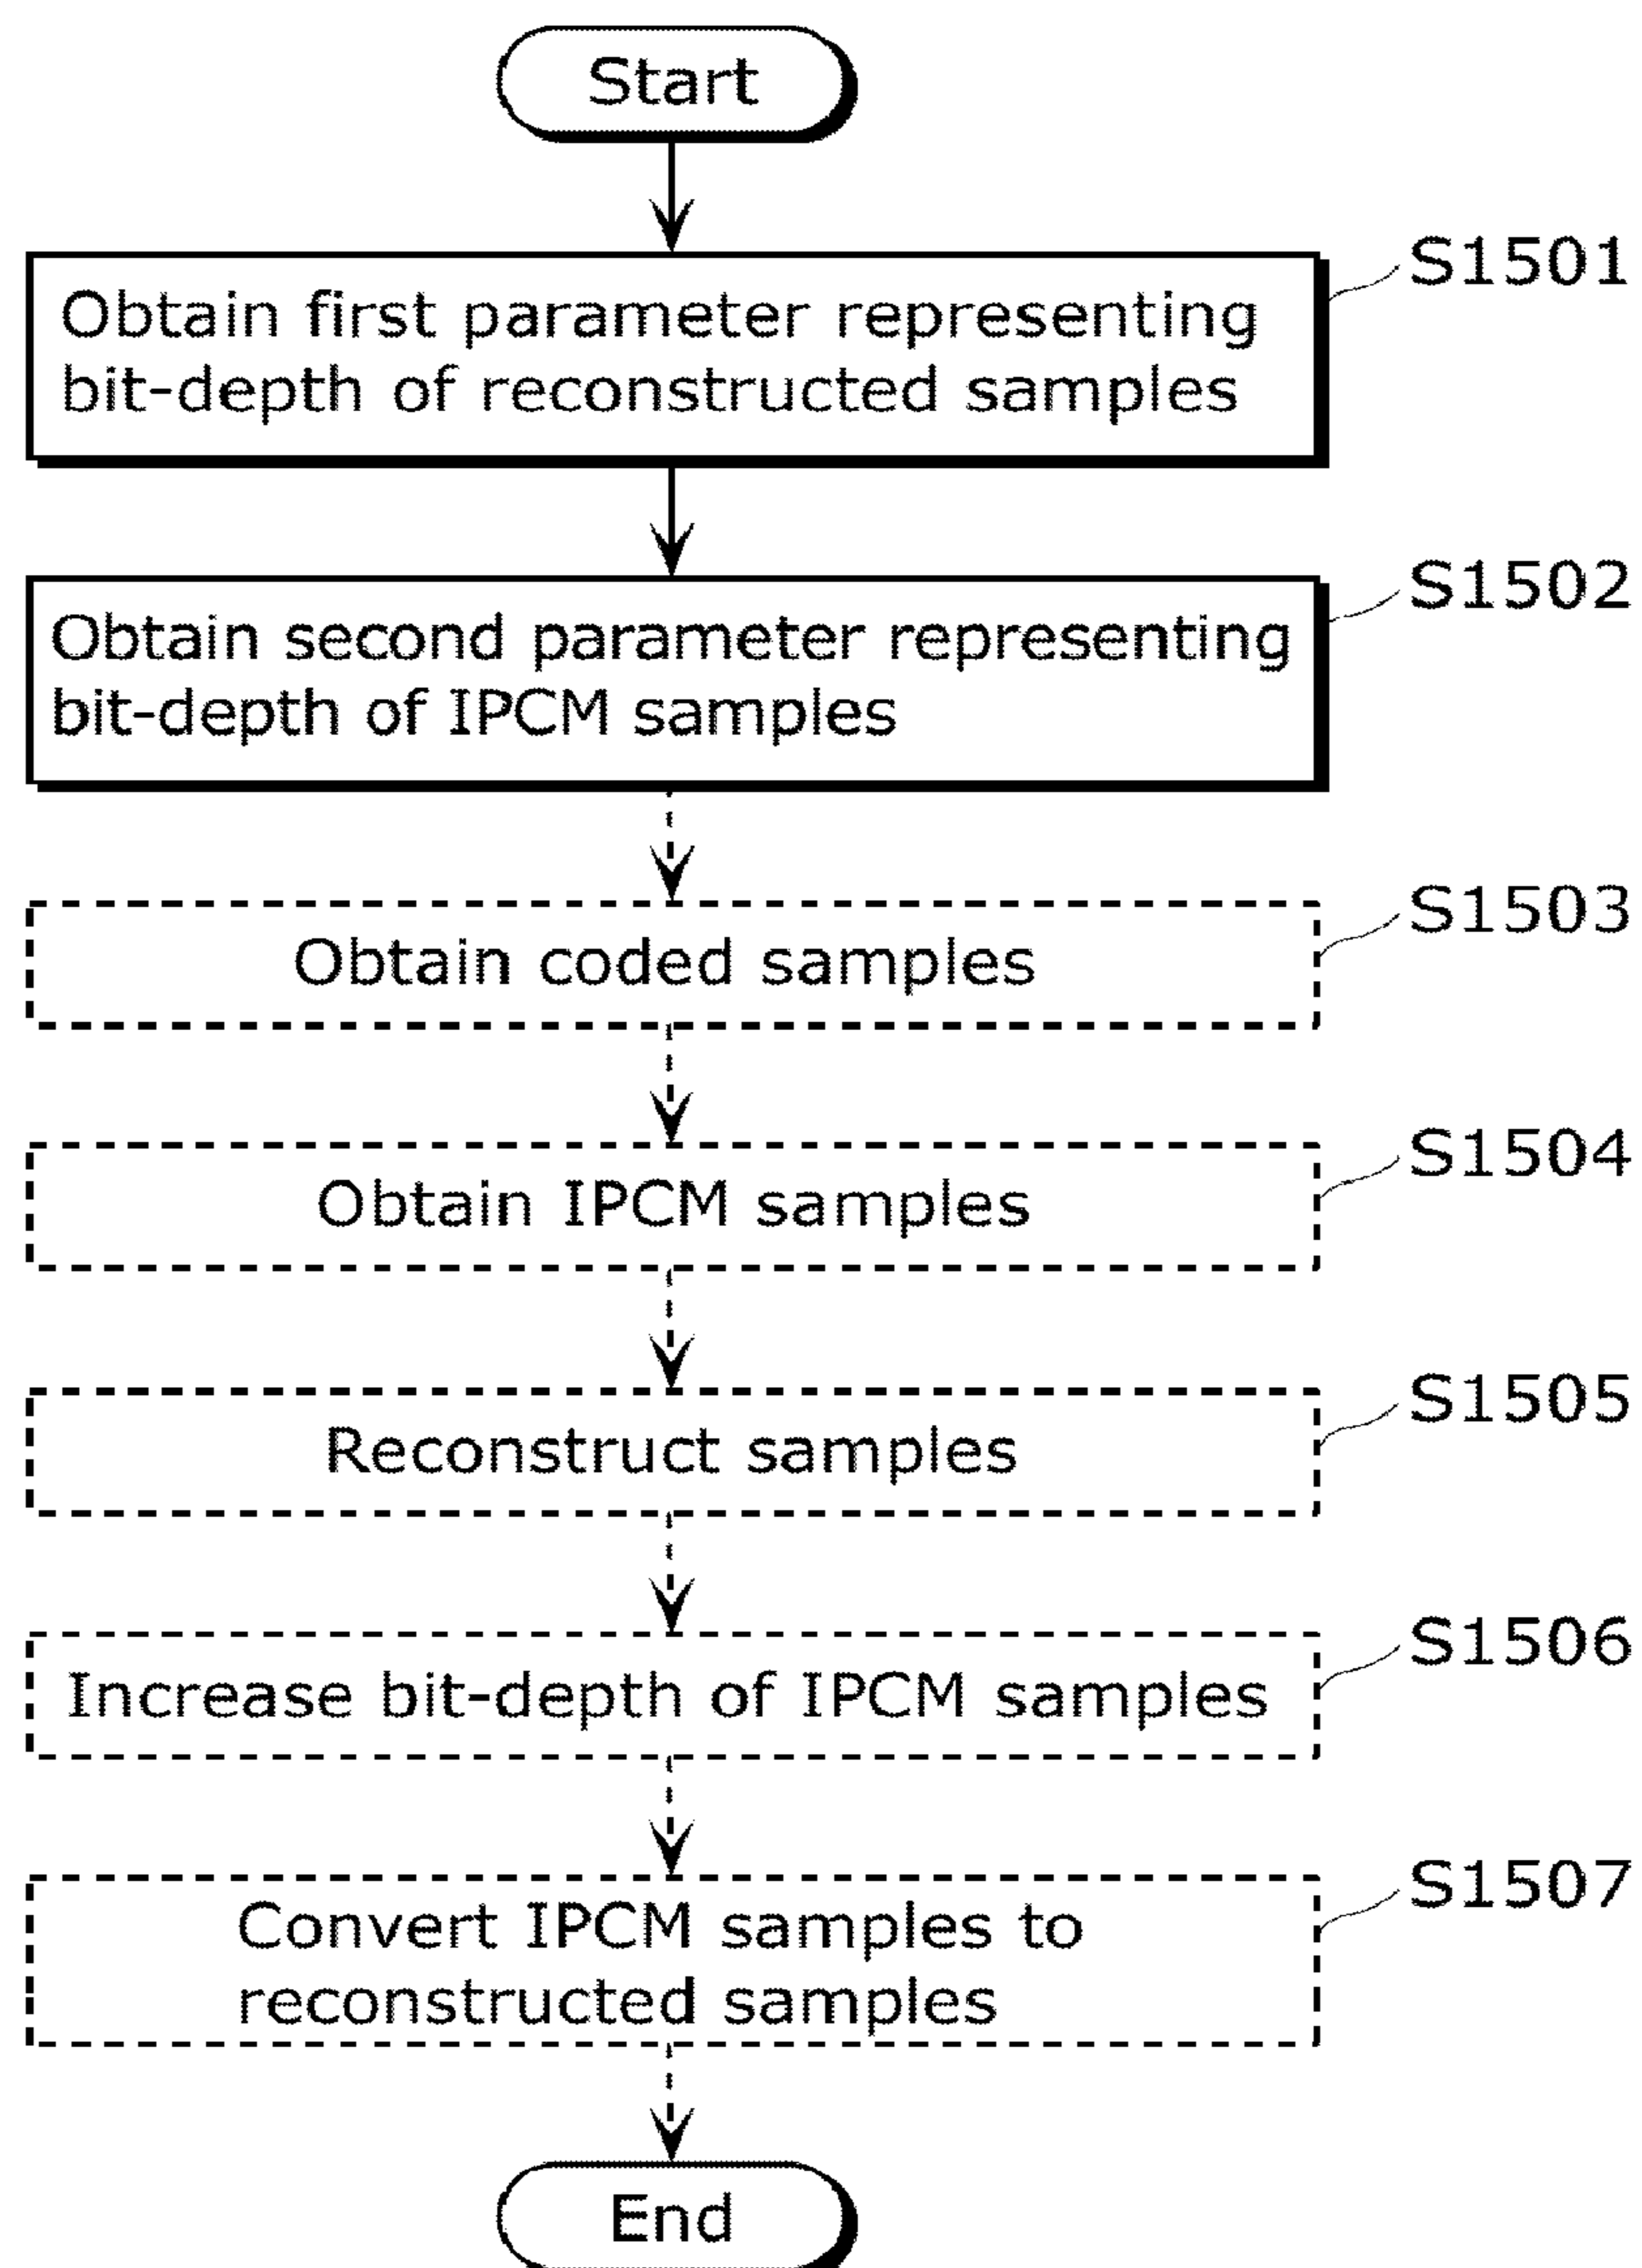 Start
S1501
Obtain first parameter representing
bit-depth of reconstructed samples
S1502
Obtain second parameter representing
bit-depth of IPCM samples
S1503
Obtain coded samples
S1504
Obtain IPCM samples
S1505
Reconstruct samples
S1506
Increase bit-depth of IPCM samples
S1507
Convert IPCM samples to
reconstructed samples
End